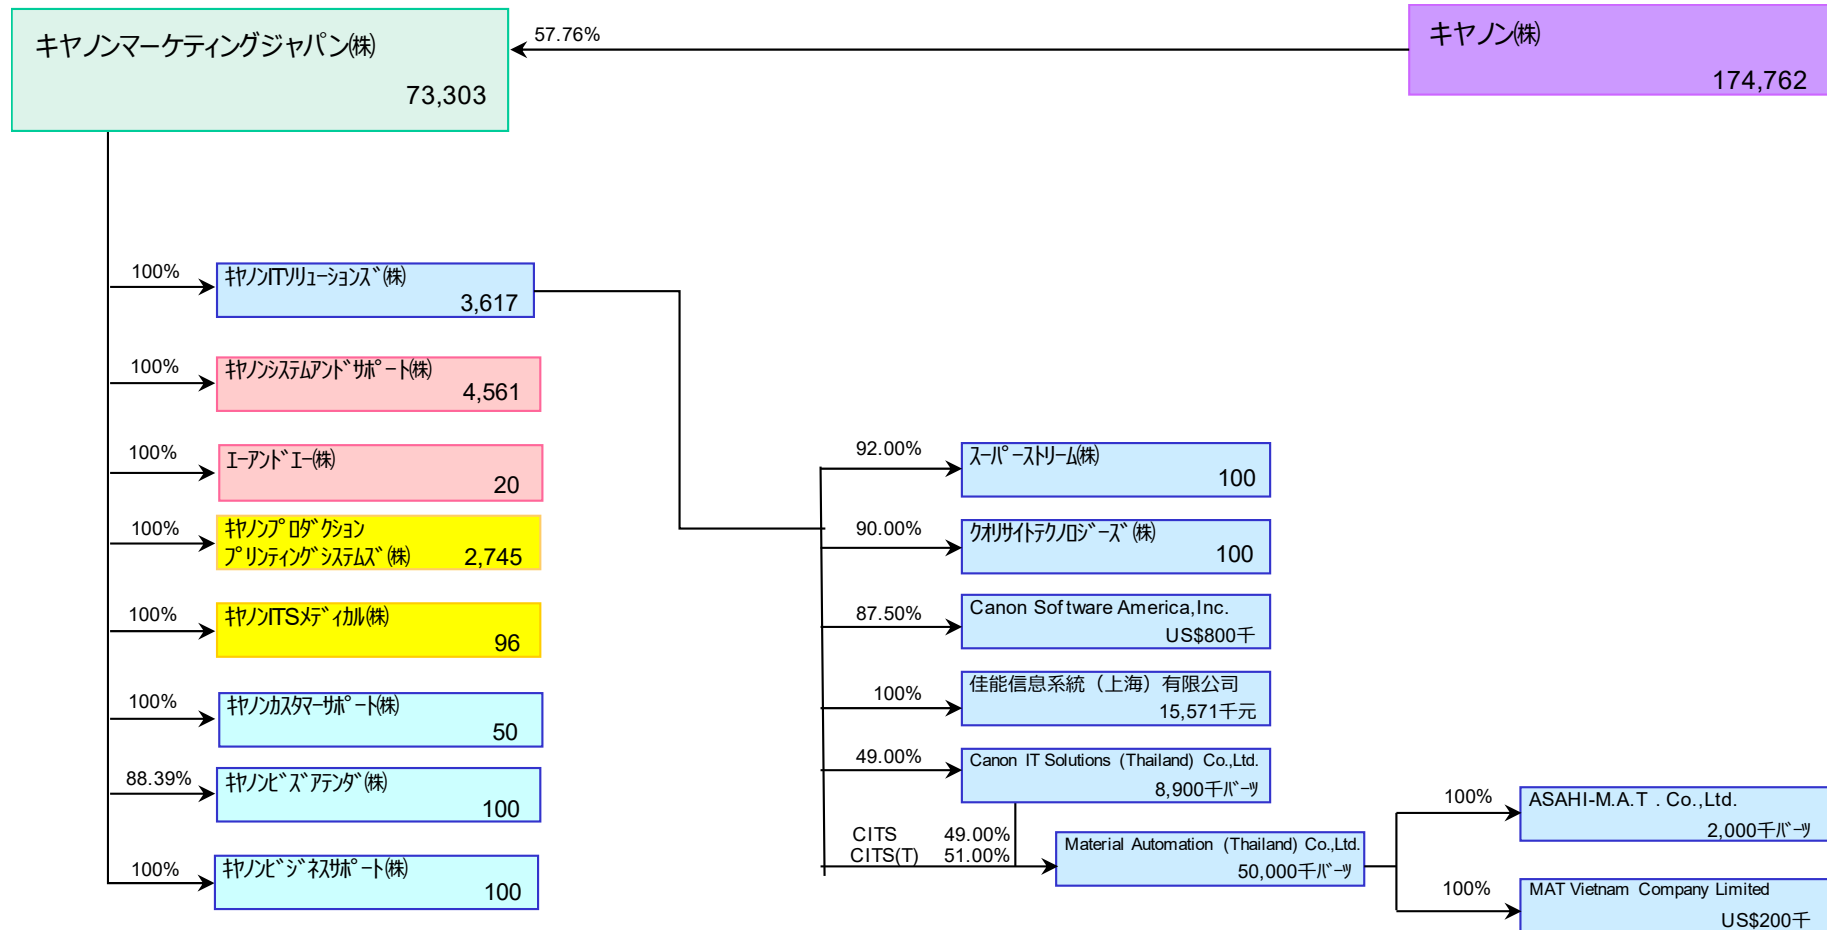 キヤノンマーケティングジャパン㈱
73,303
57.76%
キヤノン㈱
174,762
100%
ｷヤノンITソリューションズ㈱
3,617
100%
キヤノンシステムアンドサポート㈱
4,561
100%
エーアンドエー㈱
20
100%
キヤノンプロダクション
プリンティングシステムズ㈱
2,745
100%
キヤノンITSメディカル㈱
96
100%
キヤノンカスタマーサポート㈱
50
88.39%
キヤノンビズアテンダ㈱
100
100%
キヤノンビジネスサポート㈱
100
92.00%
スーパーストリーム㈱
100
90.00%
クオリサイトテクノロジーズ㈱
100
87.50%
Canon Software America,Inc.
US$800千
100%
佳能信息系統（上海）有限公司
15,571千元
49.00%
Canon IT Solutions (Thailand) Co.,Ltd.
8,900千バーツ
CITS 49.00%
CITS(T) 51.00%
Material Automation (Thailand) Co.,Ltd.
50,000千バーツ
100%
ASAHI-M.A.T . Co.,Ltd.
2,000千バーツ
100%
MAT Vietnam Company Limited
US$200千